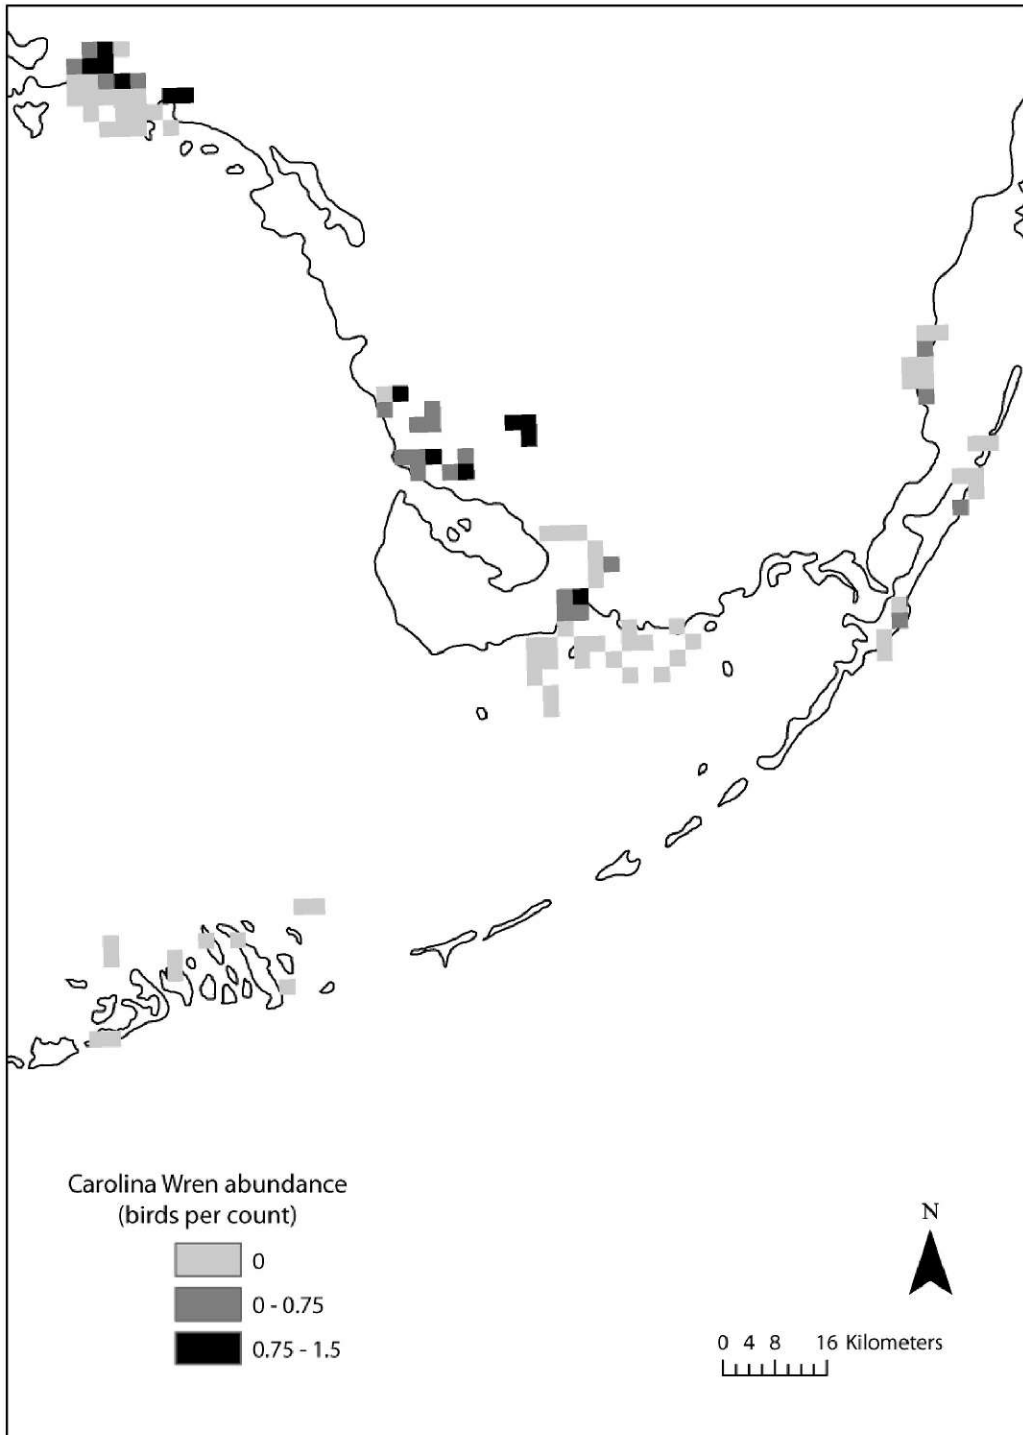 Carolina Wren abundance
(birds per count)
0
0 - 0.75
0.75 - 1.5
N
0 4 8 16 Kilometers